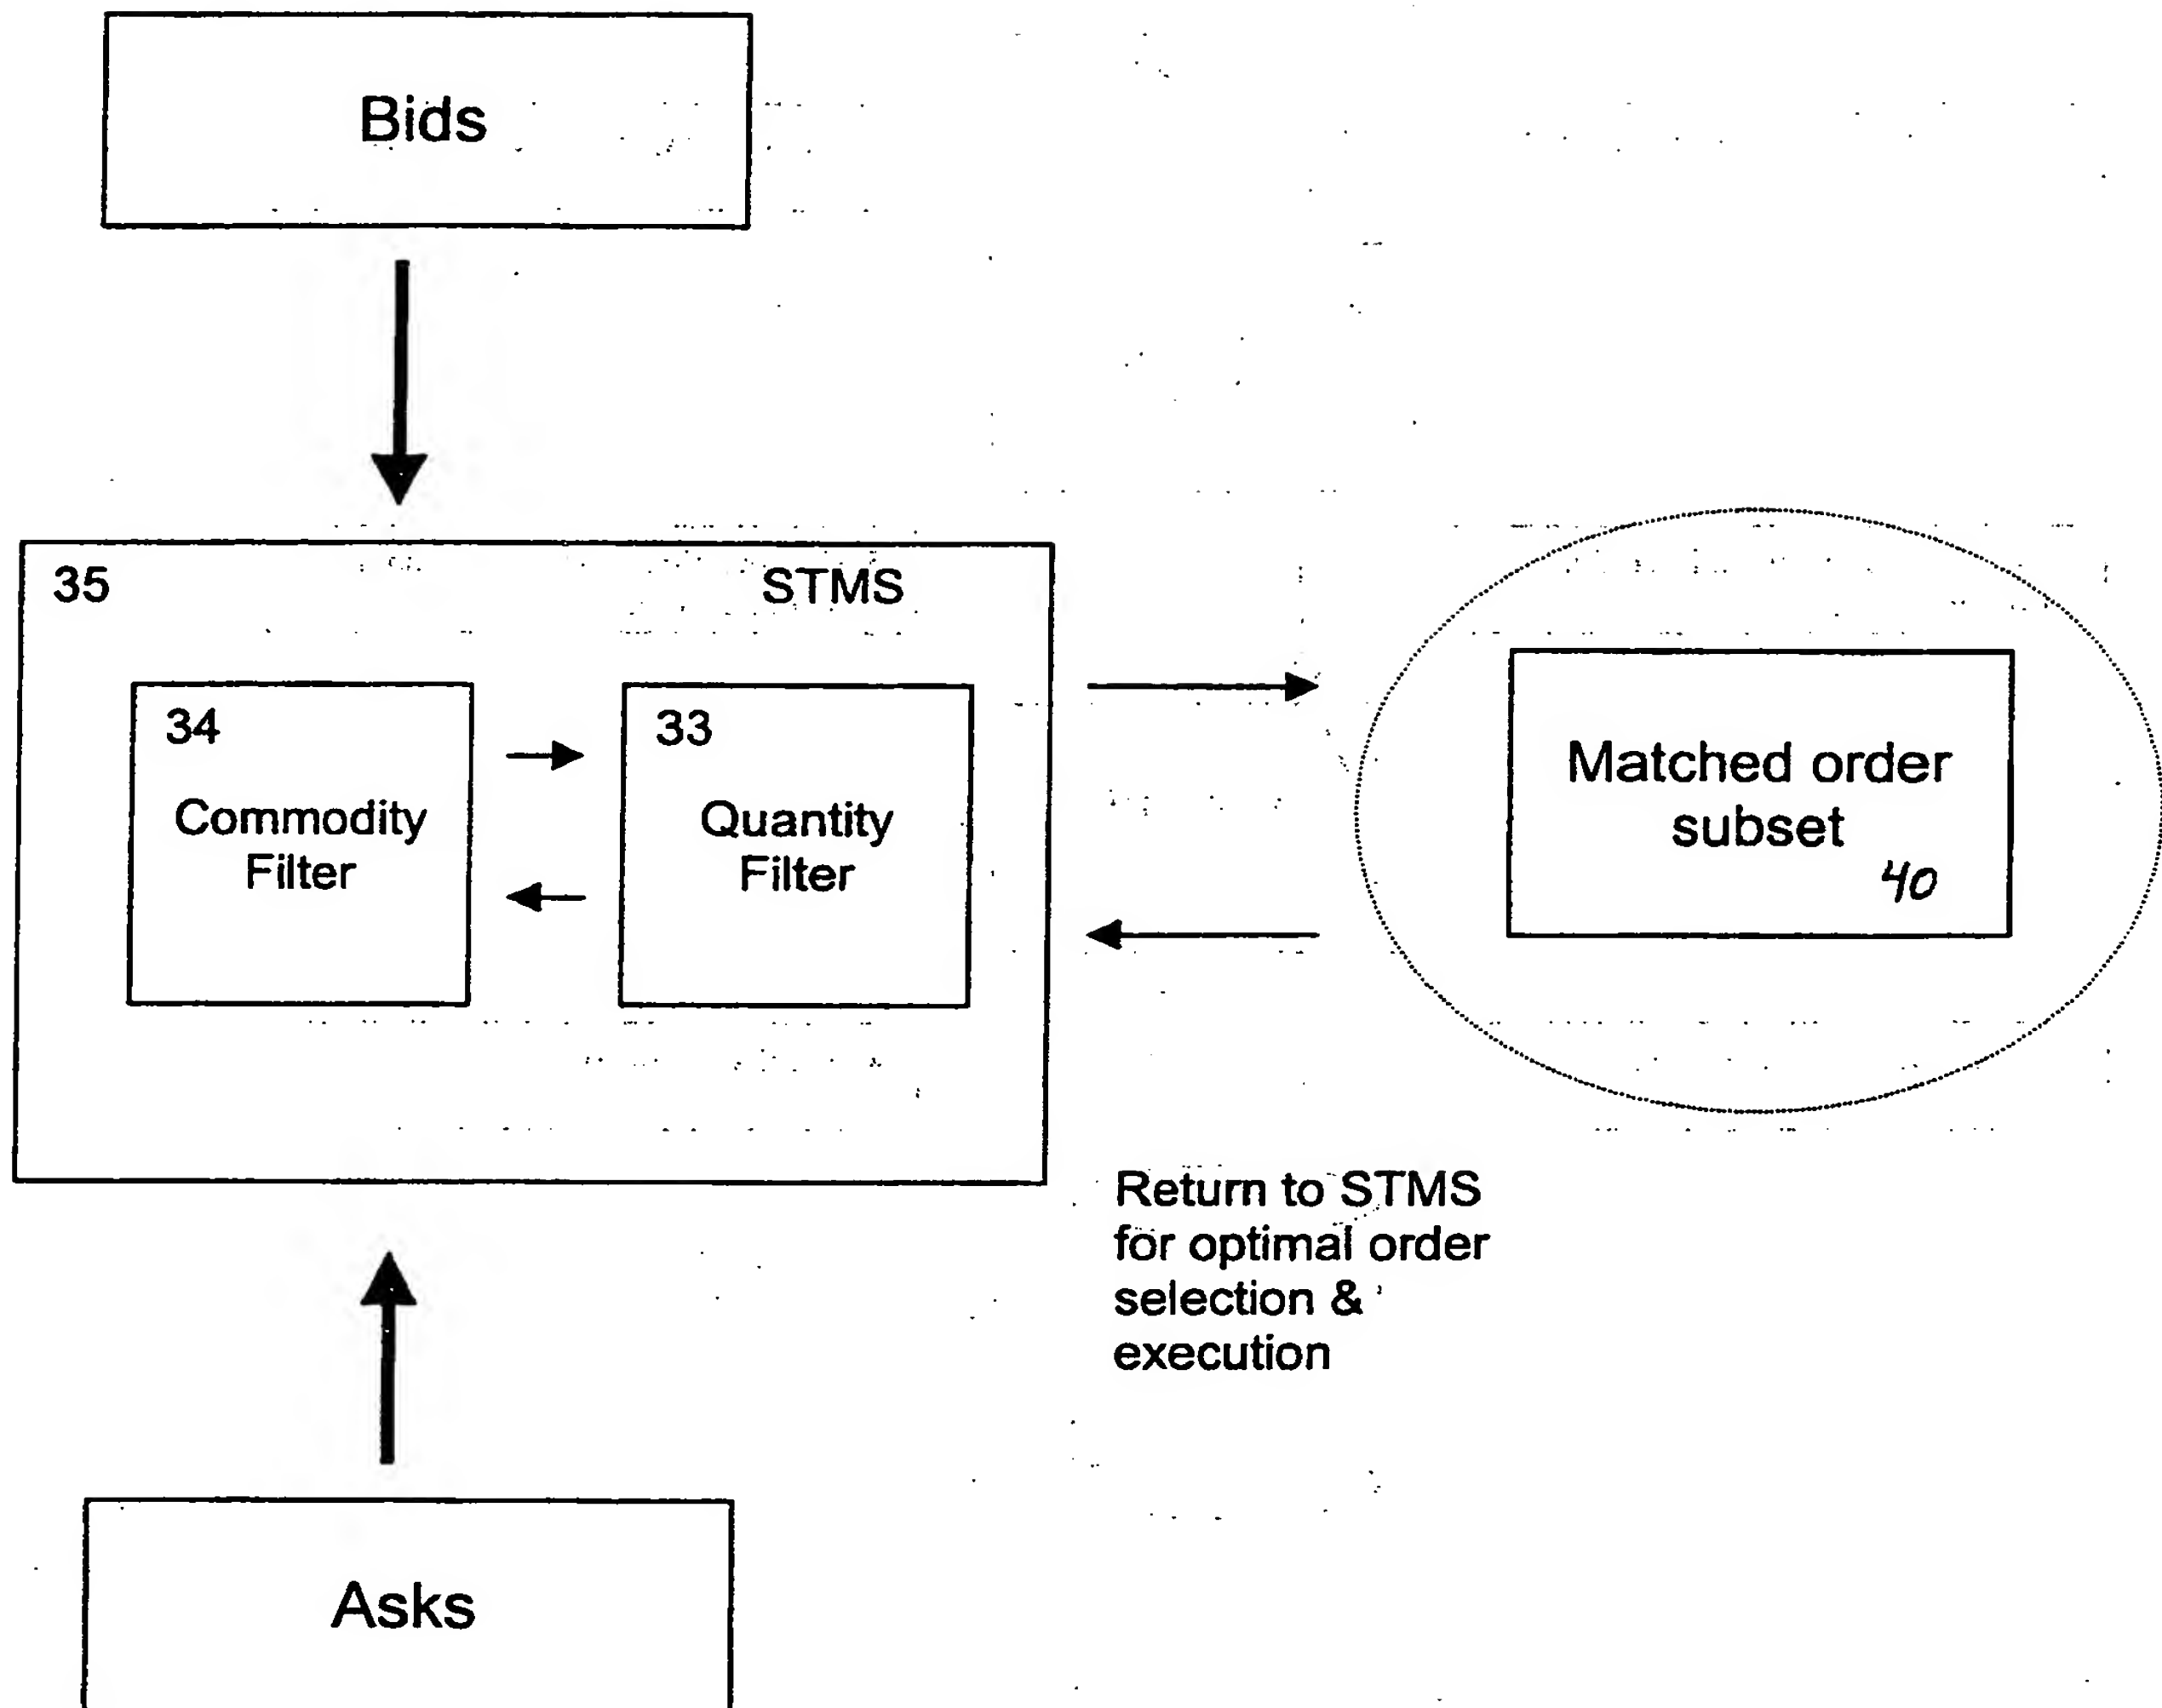 Bids
35
STMS
34
Commodity
Filter
33
Quantity
Filter
Matched order
subset
40
Return to STMS
for optimal order
selection &
execution
Asks